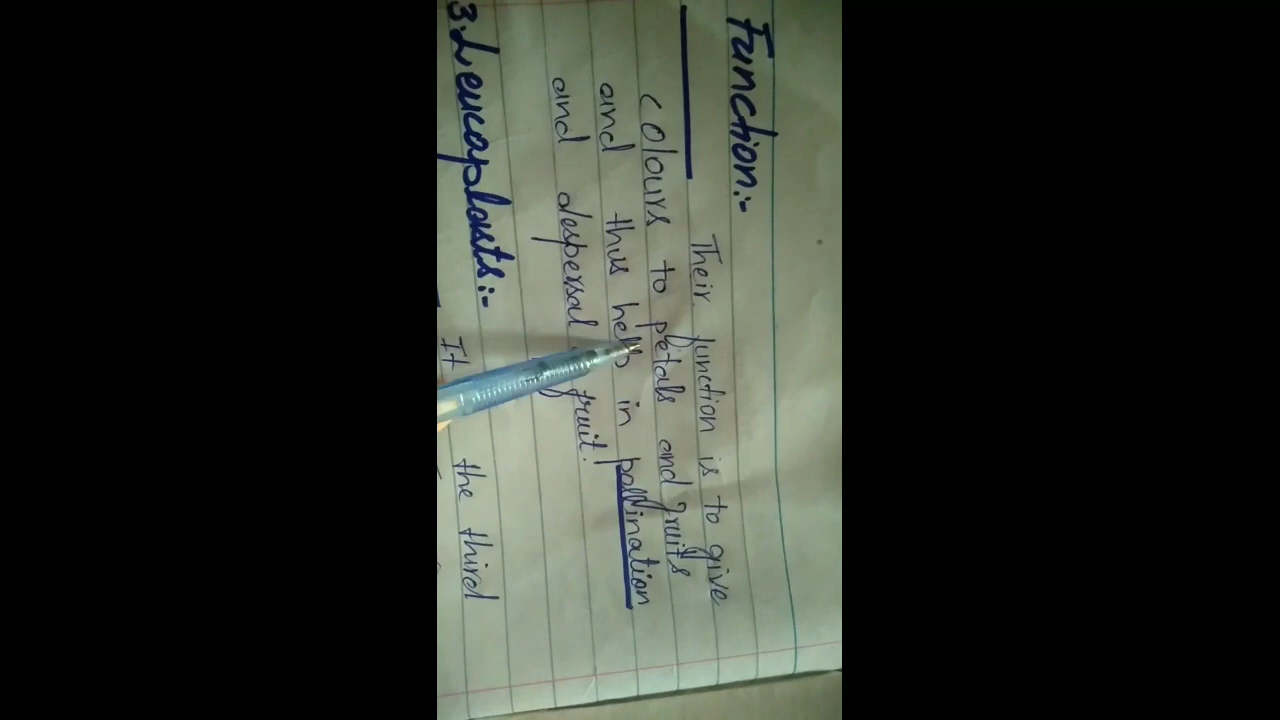 Function:-
Their function is to give
colours to petals and fruits
and thus help in pollination
and despersal fruit.
3. Leucoplasts:-
It the third